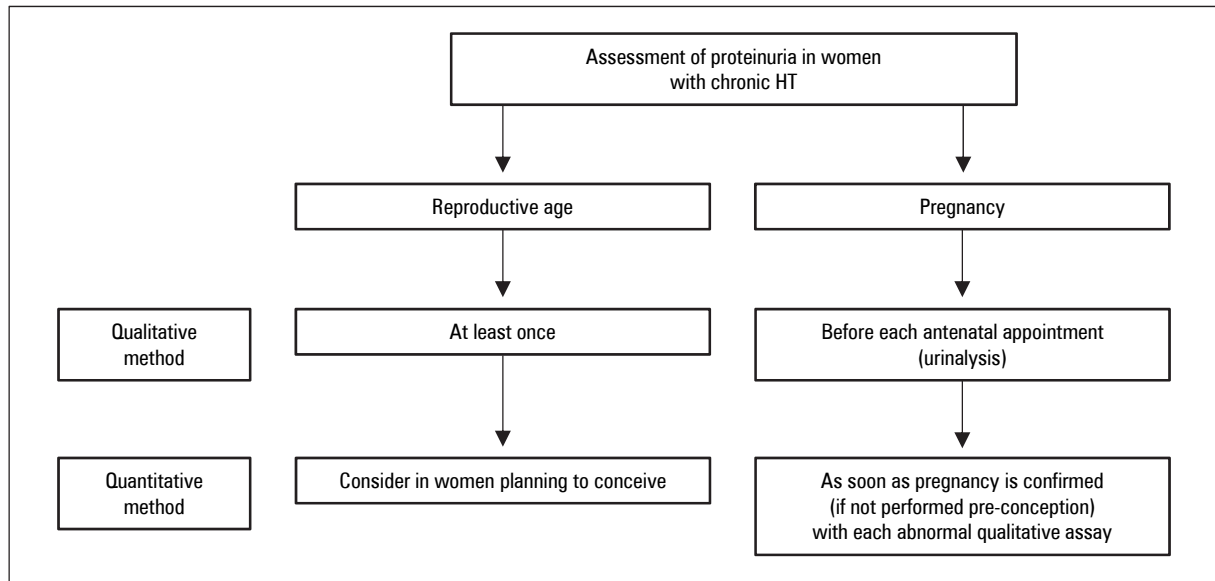 Assessment of proteinuria in women
with chronic HT
Reproductive age
Pregnancy
Qualitative
method
At least once
Before each antenatal appointment
(urinalysis)
Quantitative
method
Consider in women planning to conceive
As soon as pregnancy is confirmed
(if not performed pre-conception)
with each abnormal qualitative assay